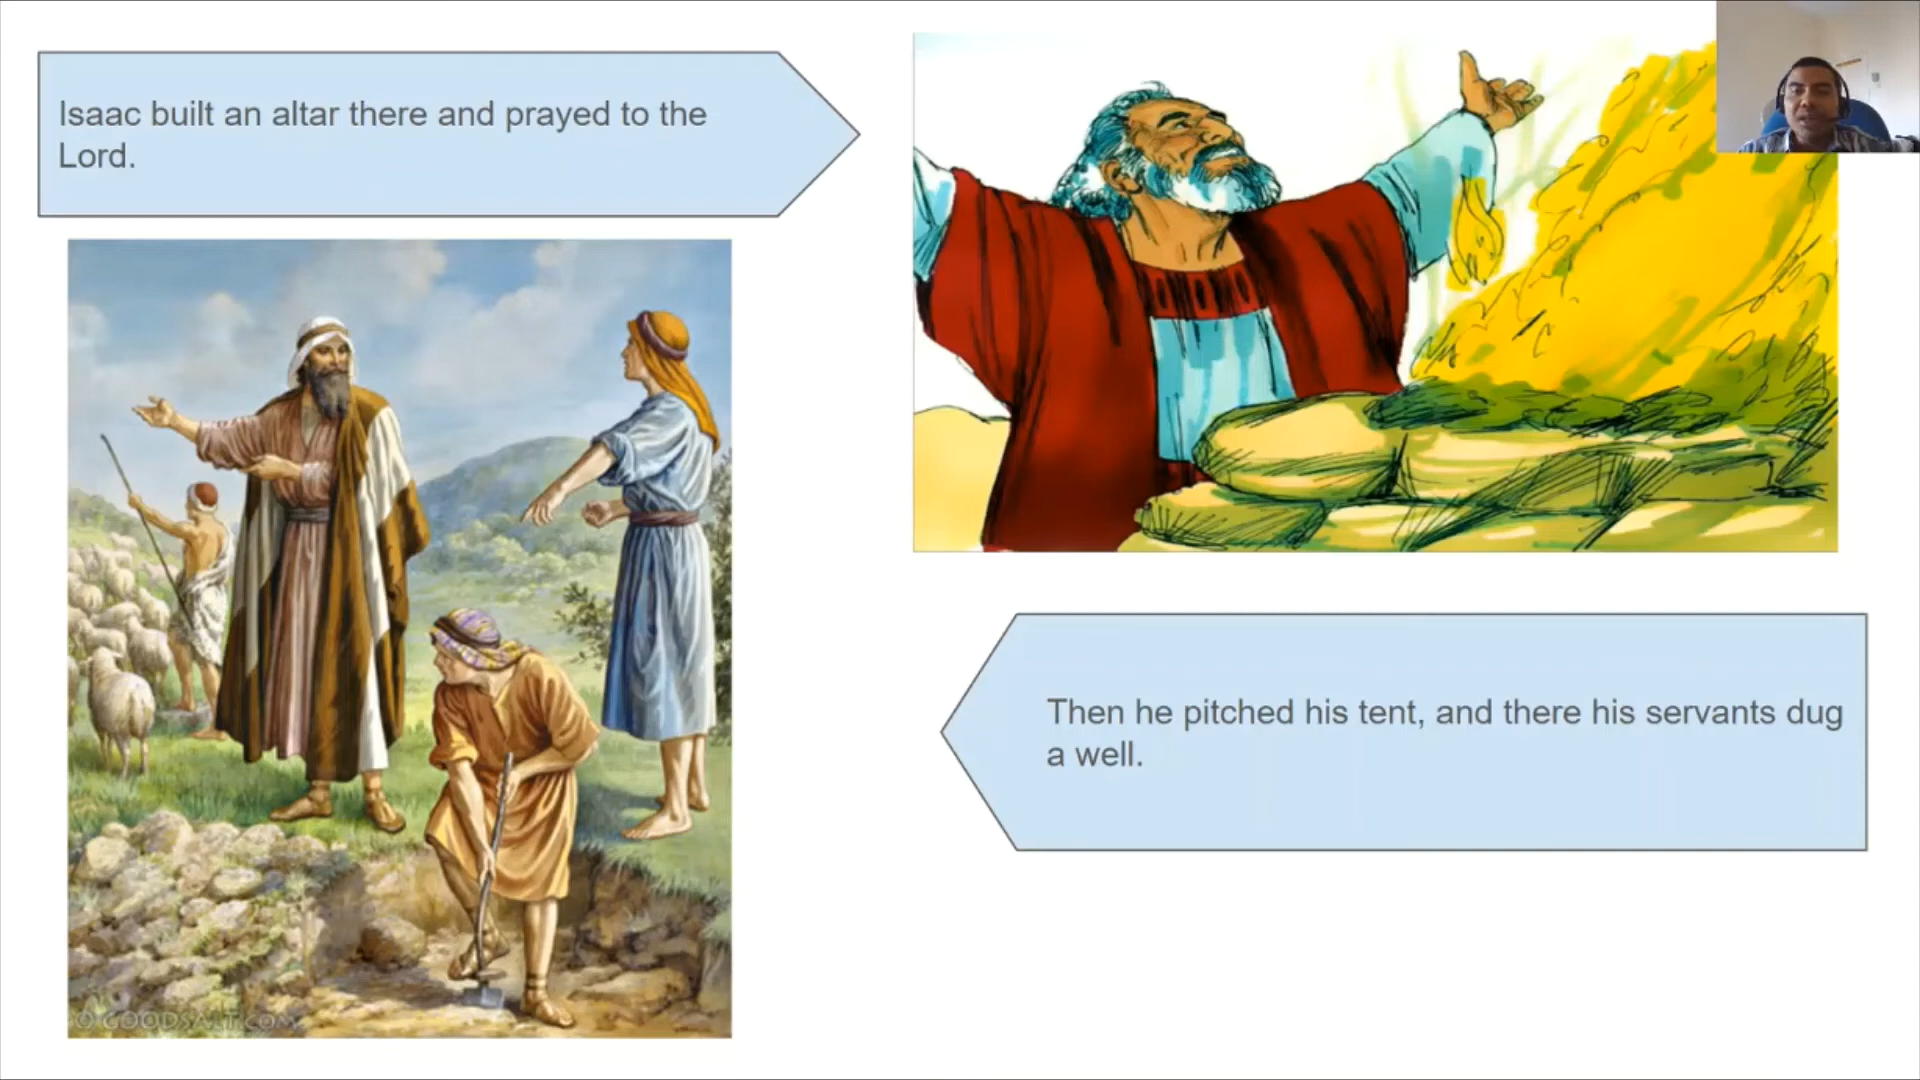 Isaac built an altar there and prayed to the
Lord.
Then he pitched his tent, and there his servants dug
a well.
© GOODSALT.COM